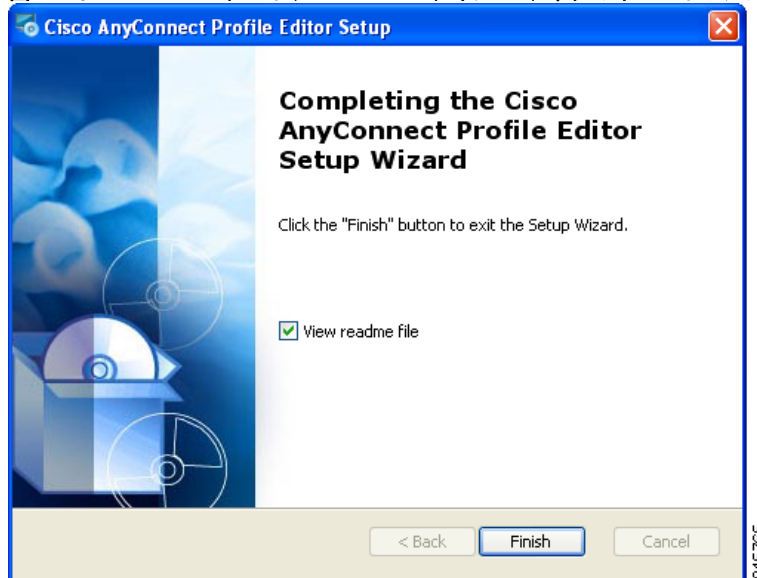 Cisco AnyConnect Profile Editor Setup
Completing the Cisco
AnyConnect Profile Editor
Setup Wizard
Click the "Finish" button to exit the Setup Wizard.
View readme file
< Back
Finish
Cancel